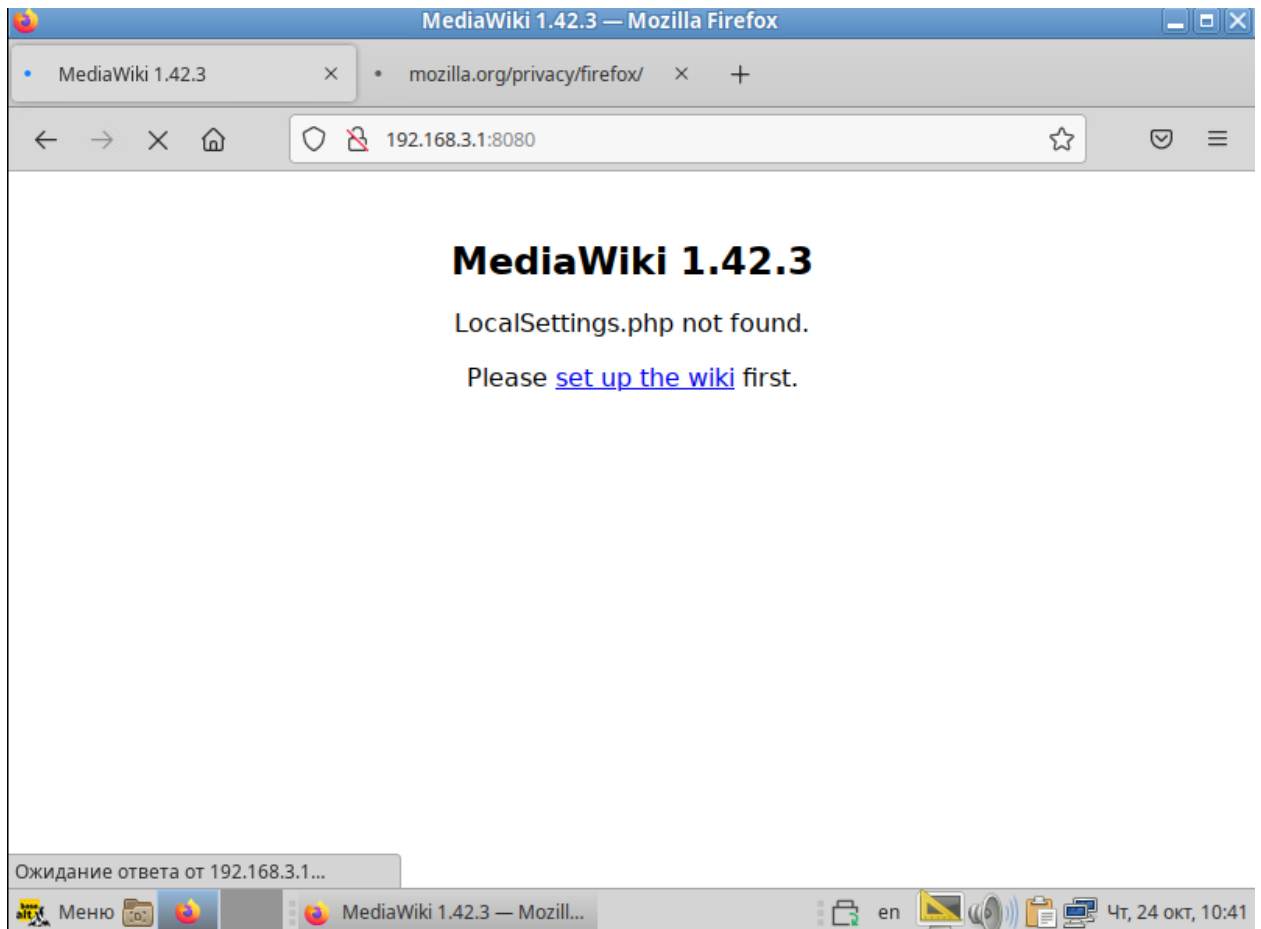 MediaWiki 1.42.3 — Mozilla Firefox
MediaWiki 1.42.3
mozilla.org/privacy/firefox/
192.168.3.1:8080
MediaWiki 1.42.3
LocalSettings.php not found.
Please set up the wiki first.
Ожидание ответа от 192.168.3.1...
Меню
MediaWiki 1.42.3 — Mozill...
en
Чт, 24 окт, 10:41